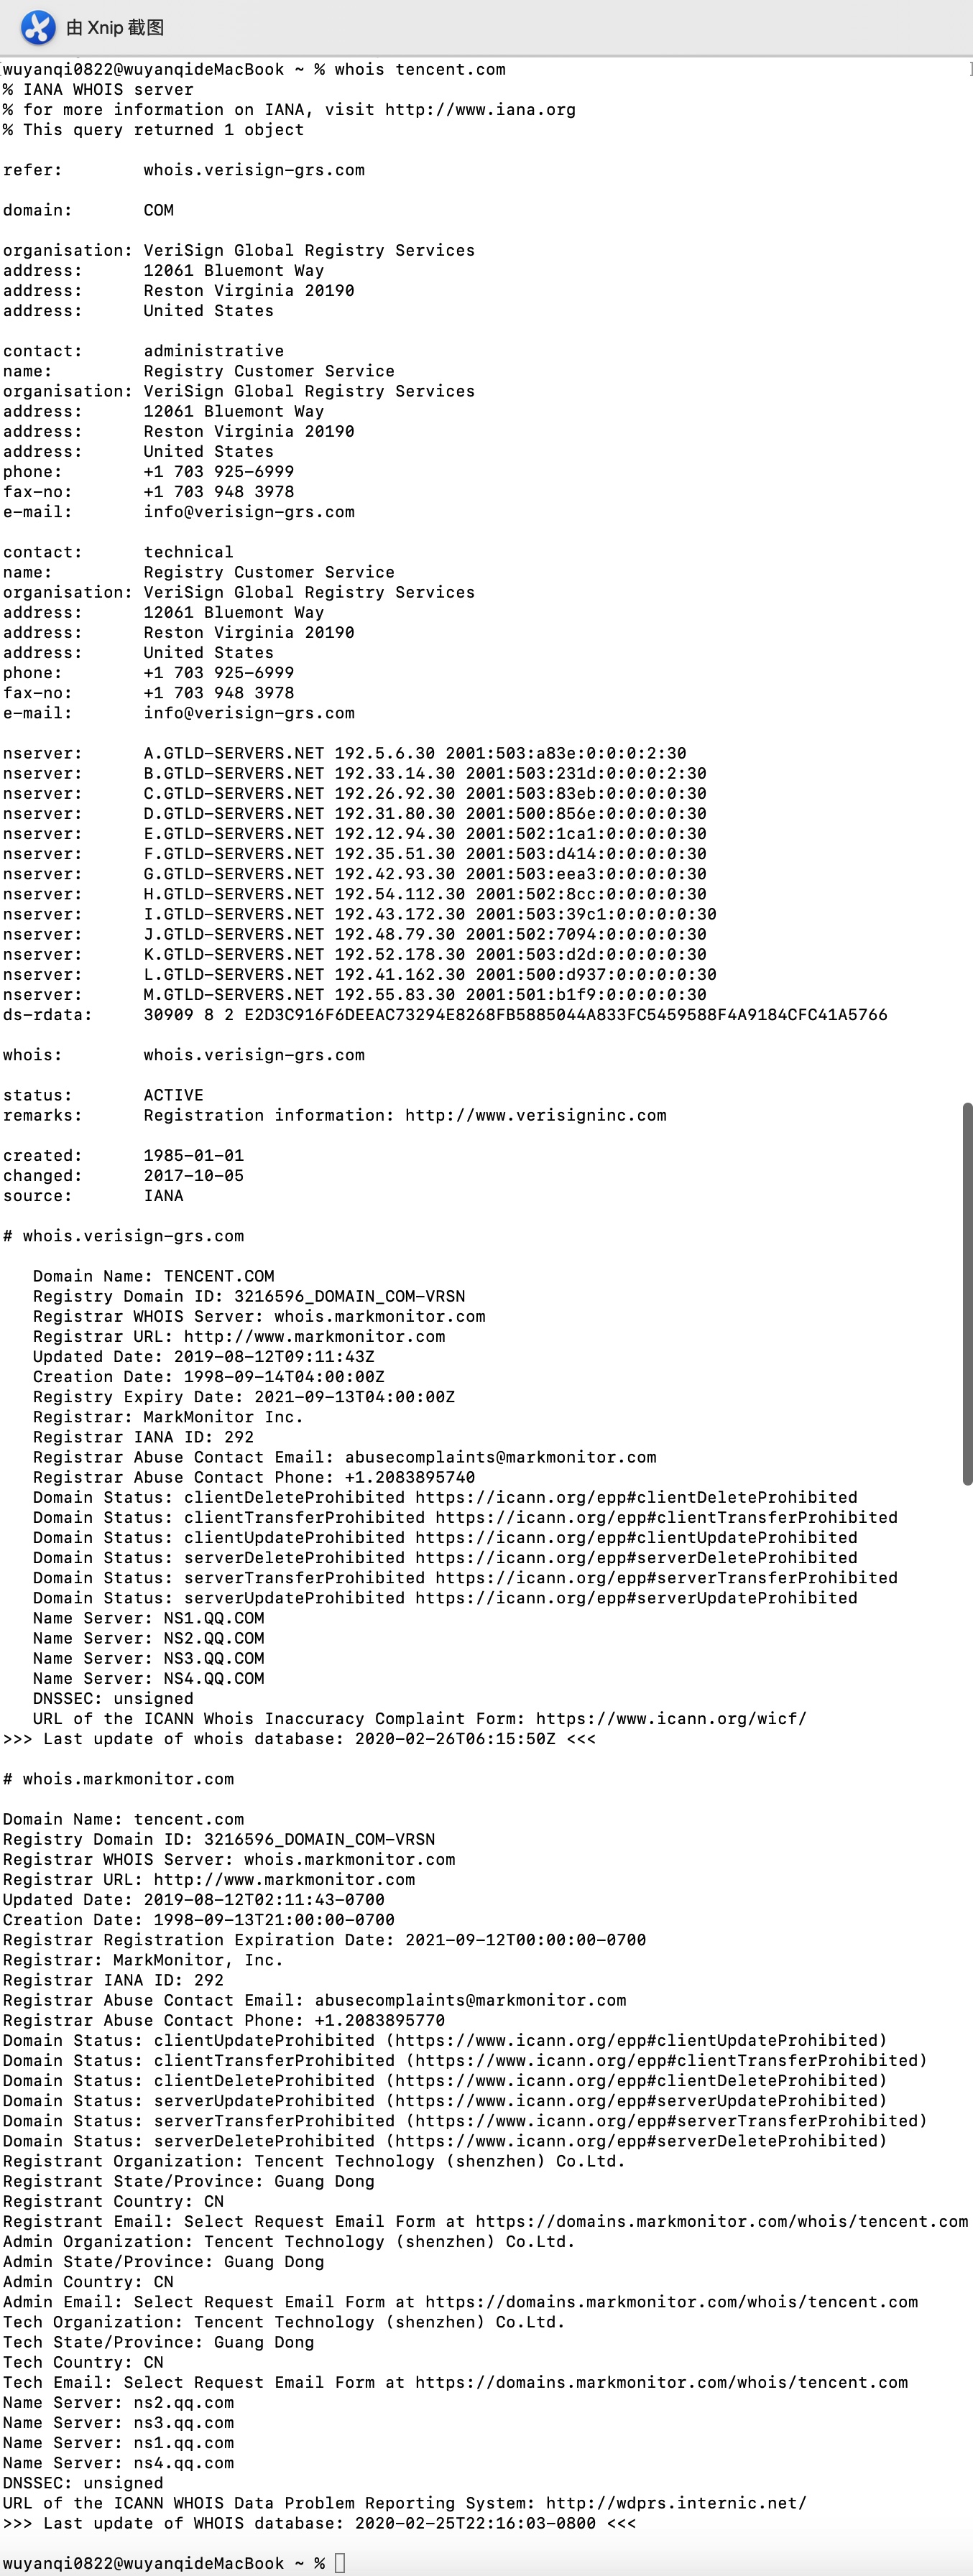 由 Xnip 截图
wuyanqi0822@wuyanqideMacBook ~ % whois tencent.com
% IANA WHOIS server
% for more information on IANA, visit http://www.iana.org
% This query returned 1 object
refer:        whois.verisign-grs.com
domain:       COM
organisation: VeriSign Global Registry Services
address:      12061 Bluemont Way
address:      Reston Virginia 20190
address:      United States
contact:      administrative
name:         Registry Customer Service
organisation: VeriSign Global Registry Services
address:      12061 Bluemont Way
address:      Reston Virginia 20190
address:      United States
phone:        +1 703 925-6999
fax-no:       +1 703 948 3978
e-mail:       info@verisign-grs.com
contact:      technical
name:         Registry Customer Service
organisation: VeriSign Global Registry Services
address:      12061 Bluemont Way
address:      Reston Virginia 20190
address:      United States
phone:        +1 703 925-6999
fax-no:       +1 703 948 3978
e-mail:       info@verisign-grs.com
nserver:      A.GTLD-SERVERS.NET 192.5.6.30 2001:503:a83e:0:0:0:2:30
nserver:      B.GTLD-SERVERS.NET 192.33.14.30 2001:503:231d:0:0:0:2:30
nserver:      C.GTLD-SERVERS.NET 192.26.92.30 2001:503:83eb:0:0:0:0:30
nserver:      D.GTLD-SERVERS.NET 192.31.80.30 2001:500:856e:0:0:0:0:30
nserver:      E.GTLD-SERVERS.NET 192.12.94.30 2001:502:1ca1:0:0:0:0:30
nserver:      F.GTLD-SERVERS.NET 192.35.51.30 2001:503:d414:0:0:0:0:30
nserver:      G.GTLD-SERVERS.NET 192.42.93.30 2001:503:eea3:0:0:0:0:30
nserver:      H.GTLD-SERVERS.NET 192.54.112.30 2001:502:8cc:0:0:0:0:30
nserver:      I.GTLD-SERVERS.NET 192.43.172.30 2001:503:39c1:0:0:0:0:30
nserver:      J.GTLD-SERVERS.NET 192.48.79.30 2001:502:7094:0:0:0:0:30
nserver:      K.GTLD-SERVERS.NET 192.52.178.30 2001:503:d2d:0:0:0:0:30
nserver:      L.GTLD-SERVERS.NET 192.41.162.30 2001:500:d937:0:0:0:0:30
nserver:      M.GTLD-SERVERS.NET 192.55.83.30 2001:501:b1f9:0:0:0:0:30
ds-rdata:     30909 8 2 E2D3C916F6DEEAC73294E8268FB5885044A833FC5459588F4A9184CFC41A5766
whois:        whois.verisign-grs.com
status:       ACTIVE
remarks:      Registration information: http://www.verisigninc.com
created:      1985-01-01
changed:      2017-10-05
source:       IANA
# whois.verisign-grs.com
Domain Name: TENCENT.COM
Registry Domain ID: 3216596_DOMAIN_COM-VRSN
Registrar WHOIS Server: whois.markmonitor.com
Registrar URL: http://www.markmonitor.com
Updated Date: 2019-08-12T09:11:43Z
Creation Date: 1998-09-14T04:00:00Z
Registry Expiry Date: 2021-09-13T04:00:00Z
Registrar: MarkMonitor Inc.
Registrar IANA ID: 292
Registrar Abuse Contact Email: abusecomplaints@markmonitor.com
Registrar Abuse Contact Phone: +1.2083895740
Domain Status: clientDeleteProhibited https://icann.org/epp#clientDeleteProhibited
Domain Status: clientTransferProhibited https://icann.org/epp#clientTransferProhibited
Domain Status: clientUpdateProhibited https://icann.org/epp#clientUpdateProhibited
Domain Status: serverDeleteProhibited https://icann.org/epp#serverDeleteProhibited
Domain Status: serverTransferProhibited https://icann.org/epp#serverTransferProhibited
Domain Status: serverUpdateProhibited https://icann.org/epp#serverUpdateProhibited
Name Server: NS1.QQ.COM
Name Server: NS2.QQ.COM
Name Server: NS3.QQ.COM
Name Server: NS4.QQ.COM
DNSSEC: unsigned
URL of the ICANN Whois Inaccuracy Complaint Form: https://www.icann.org/wicf/
>>> Last update of whois database: 2020-02-26T06:15:50Z <<<
# whois.markmonitor.com
Domain Name: tencent.com
Registry Domain ID: 3216596_DOMAIN_COM-VRSN
Registrar WHOIS Server: whois.markmonitor.com
Registrar URL: http://www.markmonitor.com
Updated Date: 2019-08-12T02:11:43-0700
Creation Date: 1998-09-13T21:00:00-0700
Registrar Registration Expiration Date: 2021-09-12T00:00:00-0700
Registrar: MarkMonitor, Inc.
Registrar IANA ID: 292
Registrar Abuse Contact Email: abusecomplaints@markmonitor.com
Registrar Abuse Contact Phone: +1.2083895770
Domain Status: clientUpdateProhibited (https://www.icann.org/epp#clientUpdateProhibited)
Domain Status: clientTransferProhibited (https://www.icann.org/epp#clientTransferProhibited)
Domain Status: clientDeleteProhibited (https://www.icann.org/epp#clientDeleteProhibited)
Domain Status: serverUpdateProhibited (https://www.icann.org/epp#serverUpdateProhibited)
Domain Status: serverTransferProhibited (https://www.icann.org/epp#serverTransferProhibited)
Domain Status: serverDeleteProhibited (https://www.icann.org/epp#serverDeleteProhibited)
Registrant Organization: Tencent Technology (shenzhen) Co.Ltd.
Registrant State/Province: Guang Dong
Registrant Country: CN
Registrant Email: Select Request Email Form at https://domains.markmonitor.com/whois/tencent.com
Admin Organization: Tencent Technology (shenzhen) Co.Ltd.
Admin State/Province: Guang Dong
Admin Country: CN
Admin Email: Select Request Email Form at https://domains.markmonitor.com/whois/tencent.com
Tech Organization: Tencent Technology (shenzhen) Co.Ltd.
Tech State/Province: Guang Dong
Tech Country: CN
Tech Email: Select Request Email Form at https://domains.markmonitor.com/whois/tencent.com
Name Server: ns2.qq.com
Name Server: ns3.qq.com
Name Server: ns1.qq.com
Name Server: ns4.qq.com
DNSSEC: unsigned
URL of the ICANN WHOIS Data Problem Reporting System: http://wdprs.internic.net/
>>> Last update of WHOIS database: 2020-02-25T22:16:03-0800 <<<
wuyanqi0822@wuyanqideMacBook ~ %